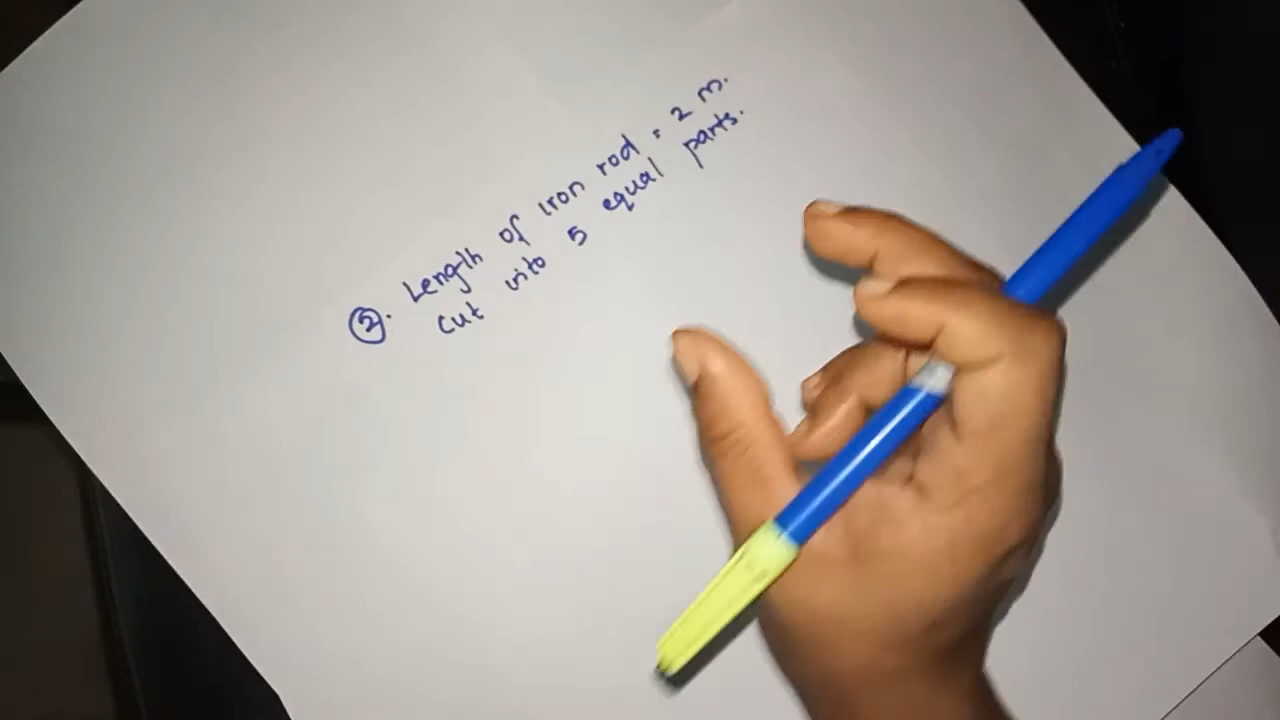 ②. Length of iron rod = 2 m.
cut into 5 equal parts.